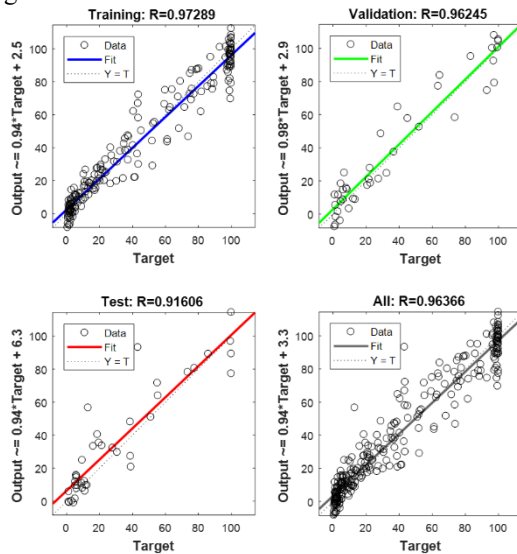 Training: R=0.97289
Output ~= 0.94*Target + 2.5
100
80
60
40
20
0
Data
Fit
Y = T
0 20 40 60 80 100
Target
Validation: R=0.96245
Output ~= 0.98*Target + 2.9
100
80
60
40
20
0
Data
Fit
Y = T
0 20 40 60 80 100
Target
Test: R=0.91606
Output ~= 0.94*Target + 6.3
100
80
60
40
20
0
Data
Fit
Y = T
0 20 40 60 80 100
Target
All: R=0.96366
Output ~= 0.94*Target + 3.3
100
80
60
40
20
0
Data
Fit
Y = T
0 20 40 60 80 100
Target